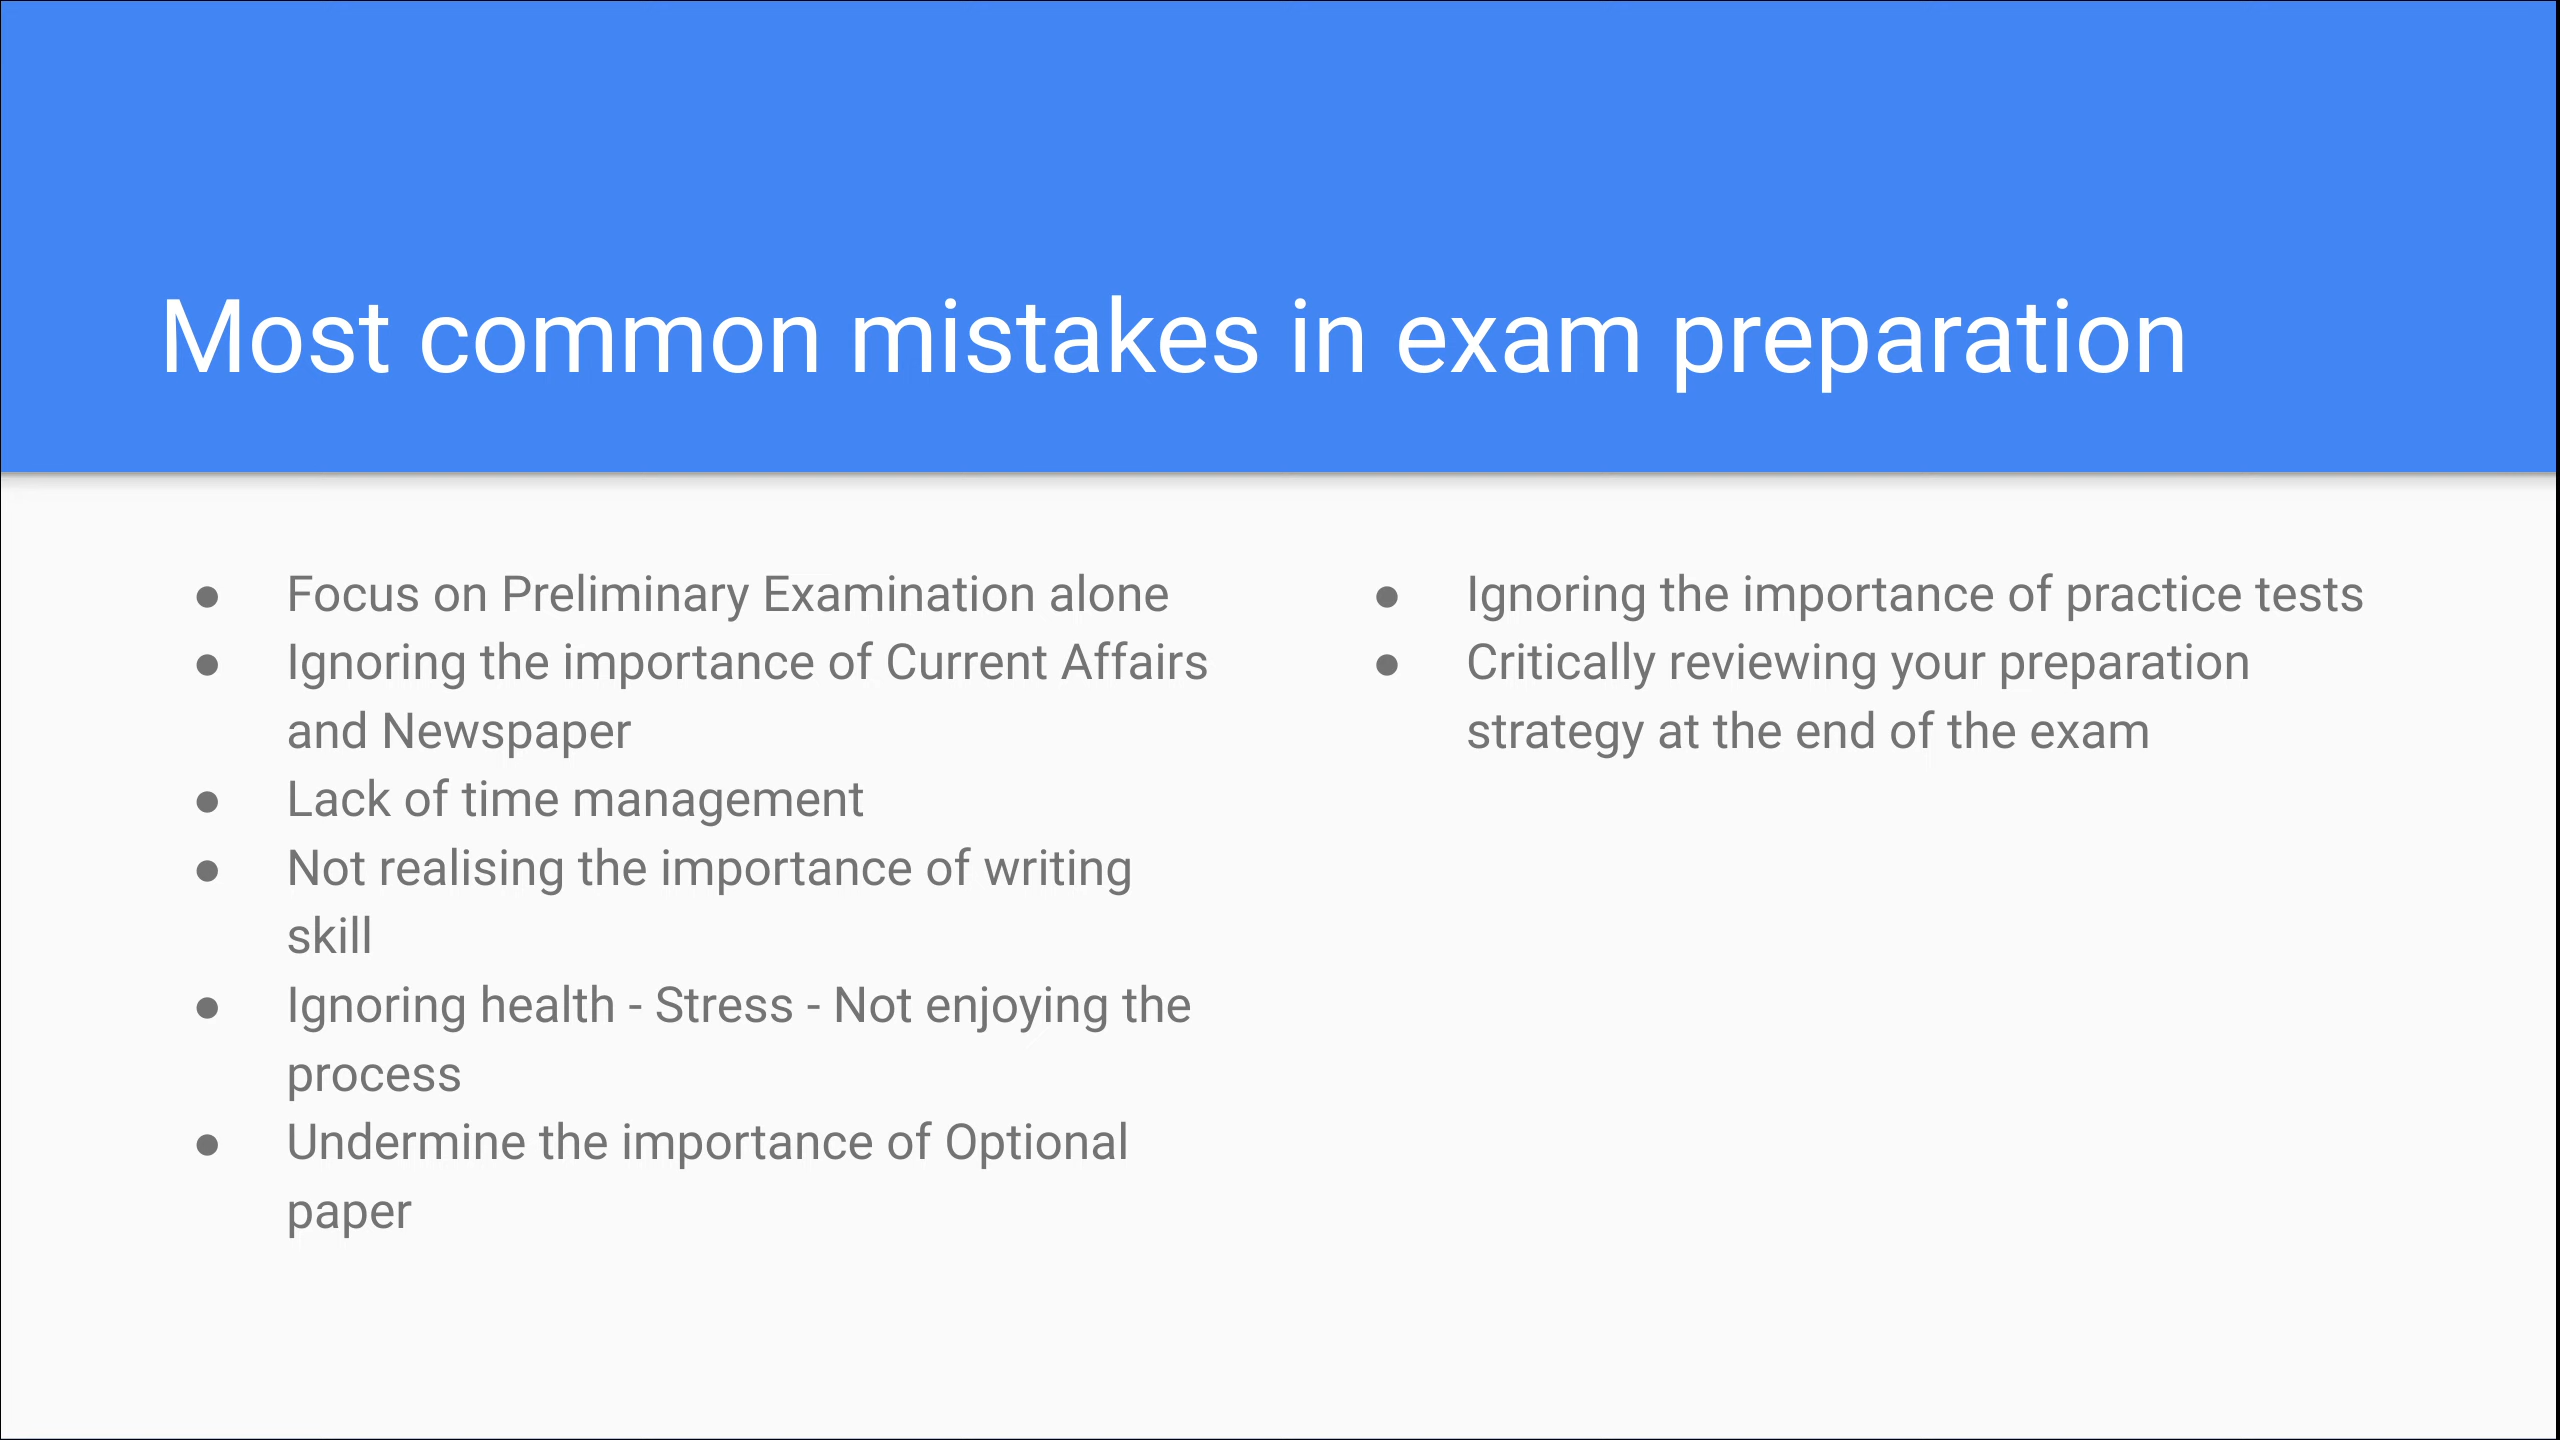 Most common mistakes in exam preparation
● Focus on Preliminary Examination alone
● Ignoring the importance of Current Affairs
and Newspaper
● Lack of time management
● Not realising the importance of writing
skill
● Ignoring health - Stress - Not enjoying the
process
● Undermine the importance of Optional
paper
● Ignoring the importance of practice tests
● Critically reviewing your preparation
strategy at the end of the exam